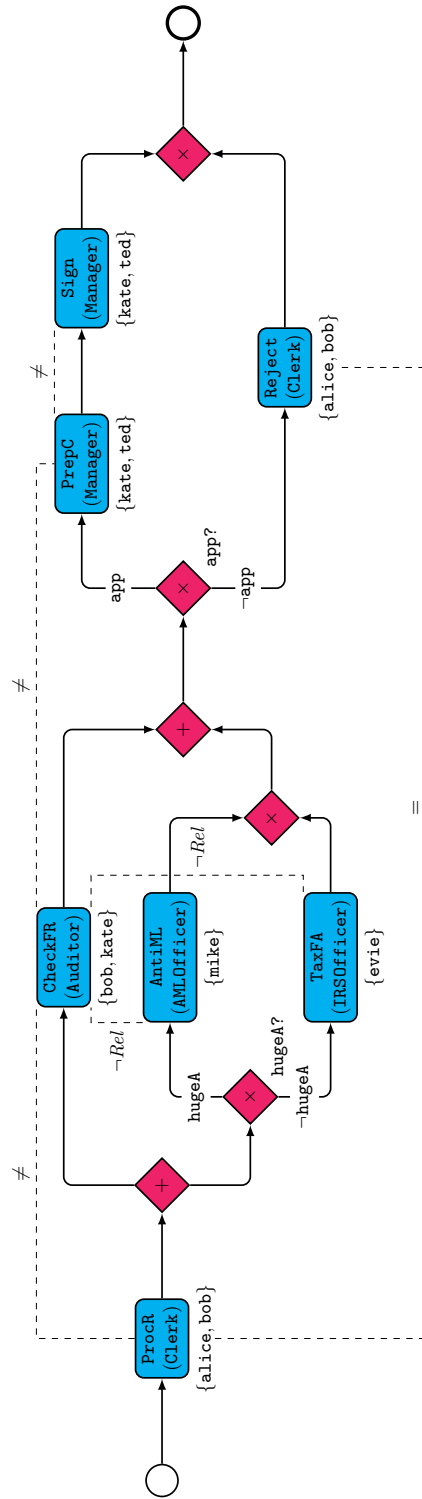 ProcR
(Clerk)
{alice, bob}
≠
+
CheckFR
(Auditor)
{bob, kate}
×
hugeA?
hugeA
¬hugeA
¬Rel
AntiML
(AMLOfficer)
{mike}
TaxFA
(IRSOfficer)
{evie}
¬Rel
×
+
=
≠
×
app?
app
¬app
PrepC
(Manager)
{kate, ted}
≠
Sign
(Manager)
{kate, ted}
Reject
(Clerk)
{alice, bob}
×